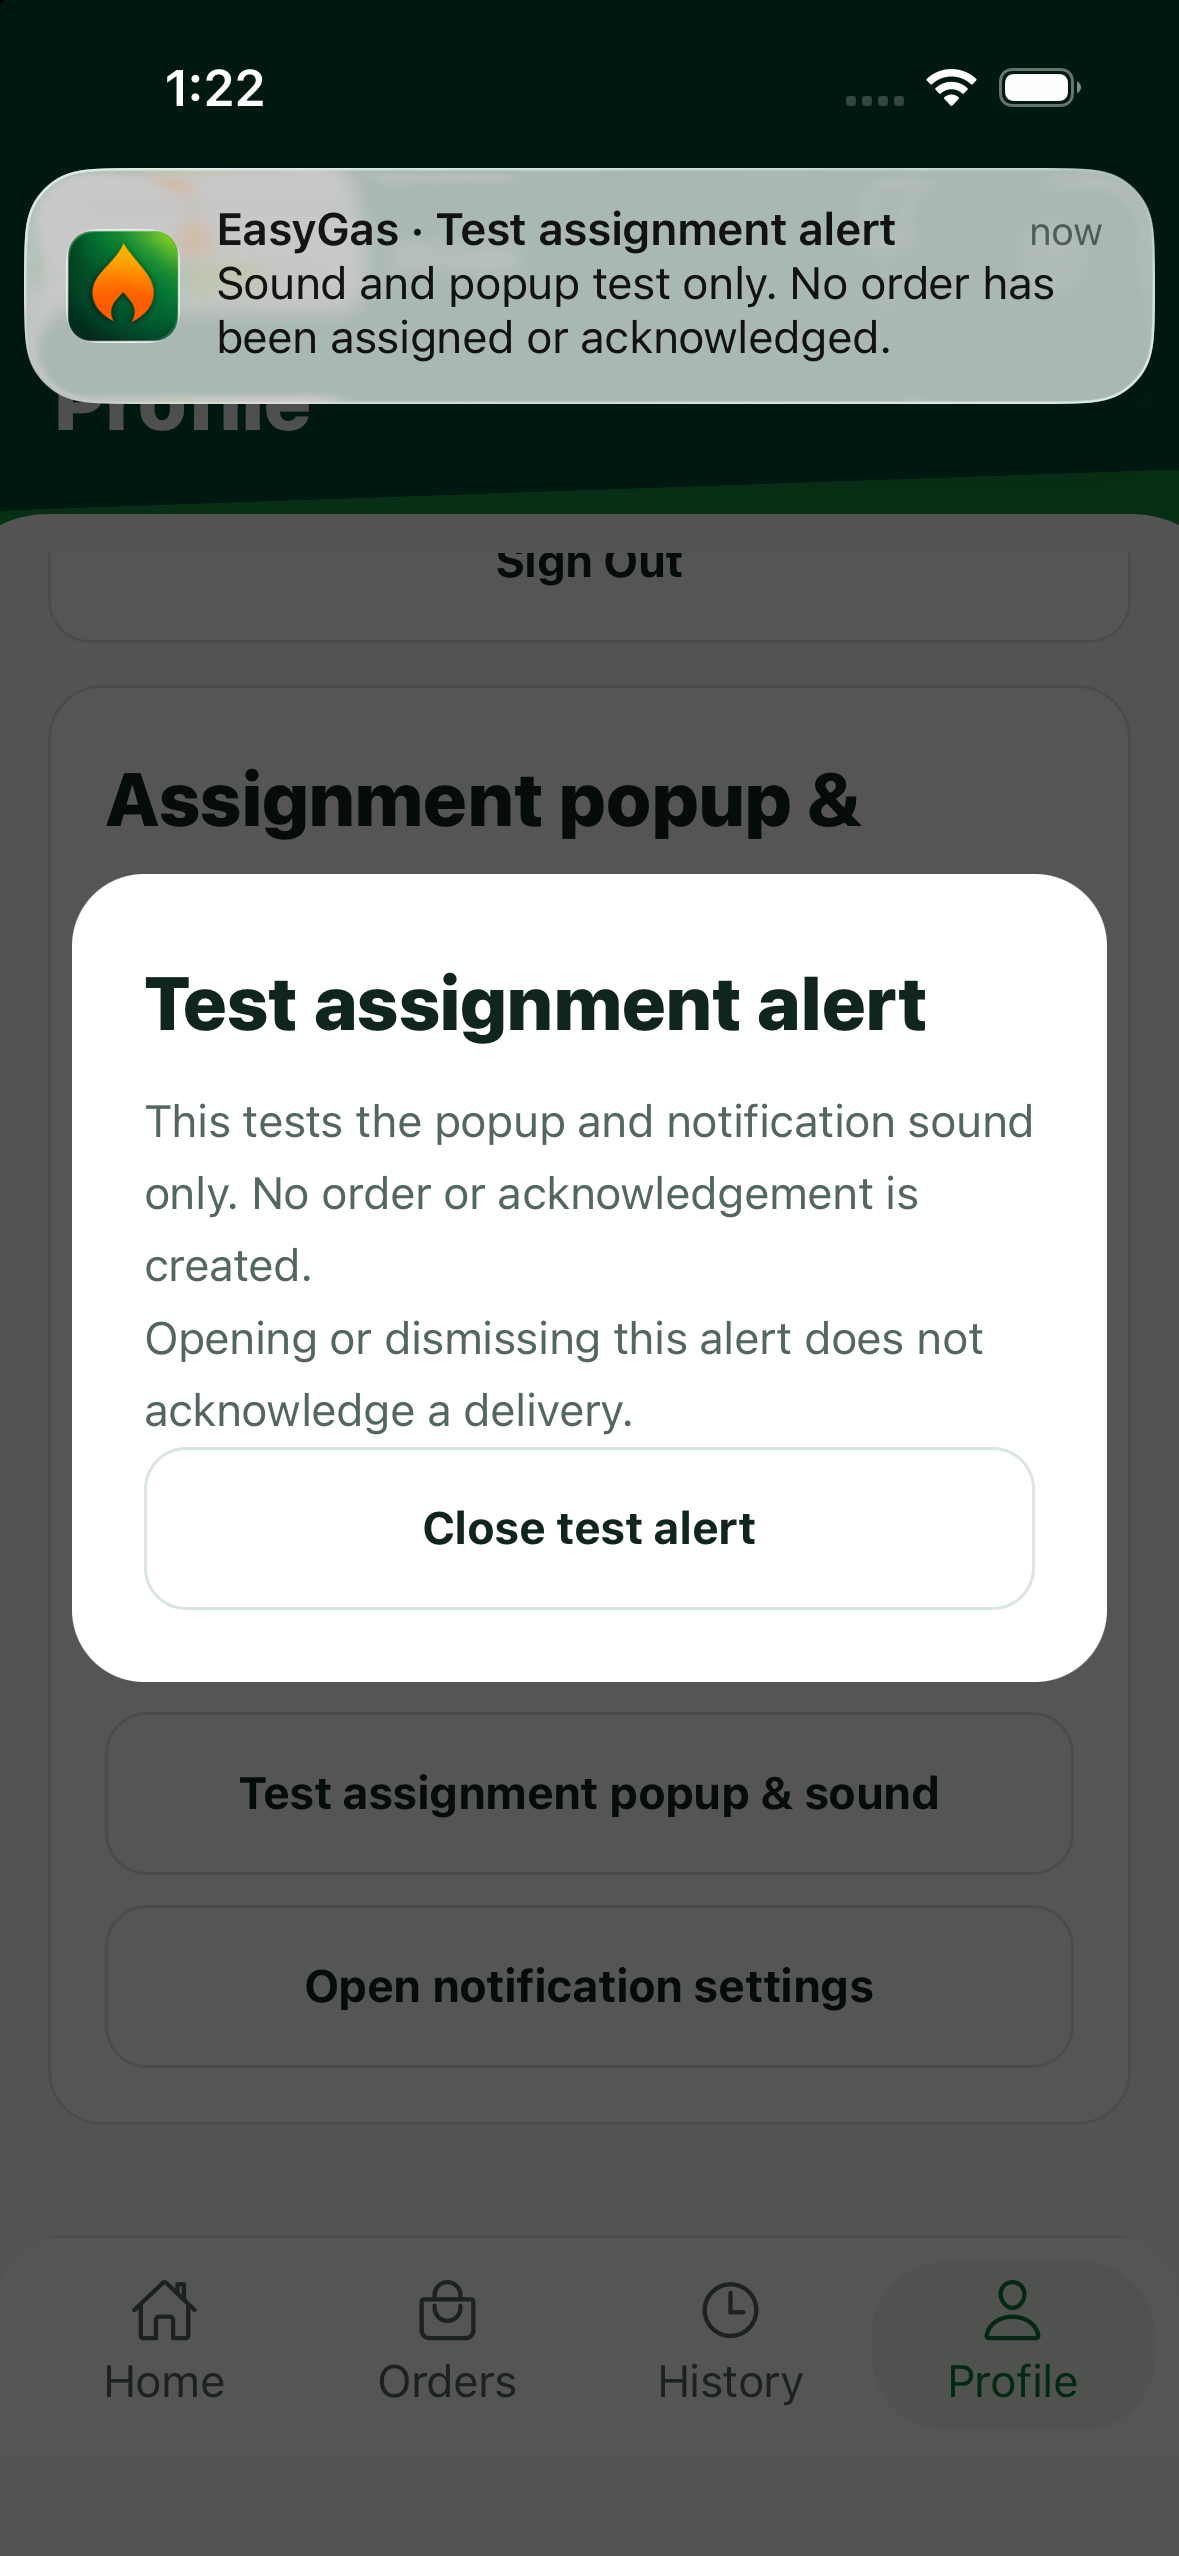 1:22
EasyGas · Test assignment alert
now
Sound and popup test only. No order has
been assigned or acknowledged.
Profile
Sign Out
Assignment popup &
Test assignment alert
This tests the popup and notification sound
only. No order or acknowledgement is
created.
Opening or dismissing this alert does not
acknowledge a delivery.
Close test alert
Test assignment popup & sound
Open notification settings
Home
Orders
History
Profile